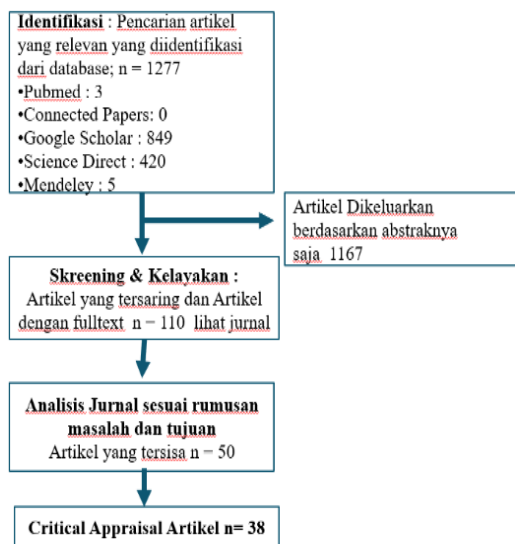 Identifikasi : Pencarian artikel
yang relevan yang diidentifikasi
dari database; n = 1277
•Pubmed : 3
•Connected Papers: 0
•Google Scholar : 849
•Science Direct : 420
•Mendeley : 5
Artikel Dikeluarkan
berdasarkan abstraknya
saja 1167
Skreening & Kelayakan :
Artikel yang tersaring dan Artikel
dengan fulltext n = 110 lihat jurnal
Analisis Jurnal sesuai rumusan
masalah dan tujuan
Artikel yang tersisa n = 50
Critical Appraisal Artikel n= 38